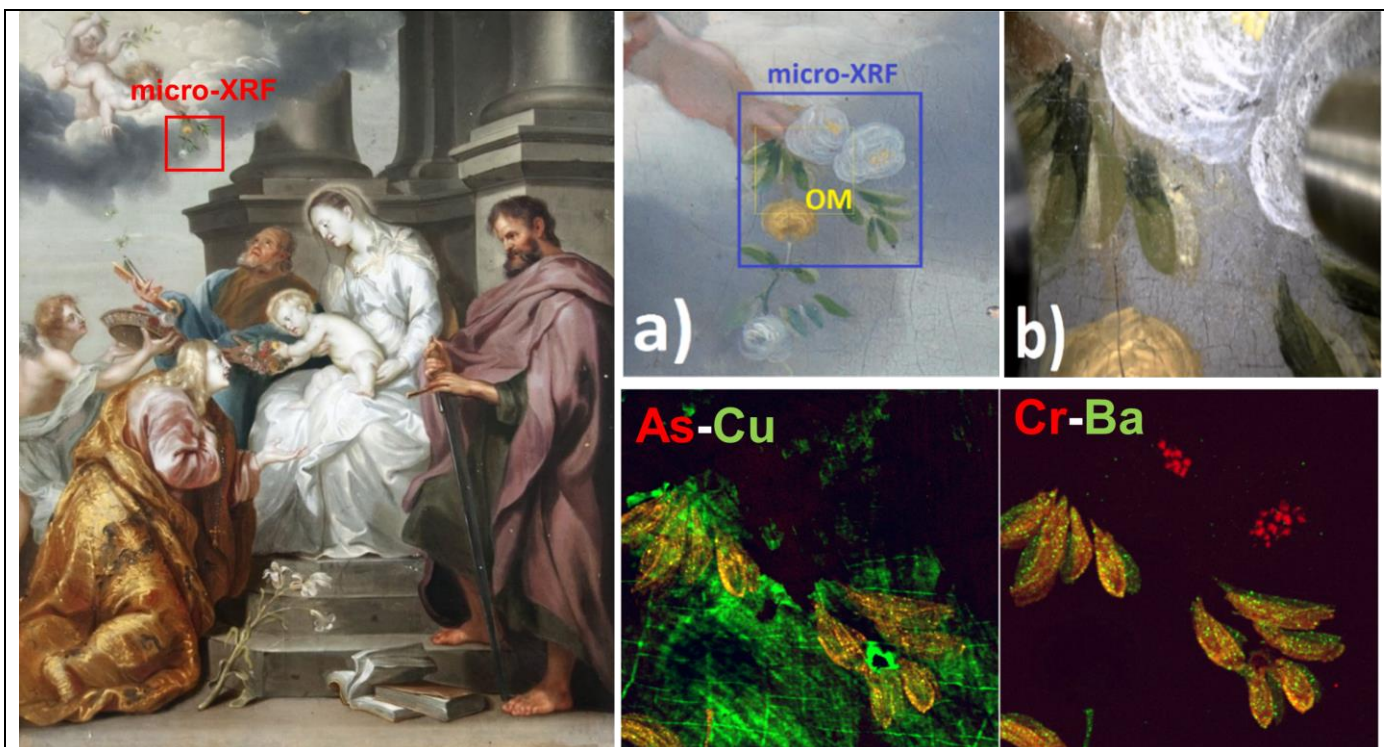 micro-XRF
micro-XRF
OM
a)
b)
As-Cu
Cr-Ba